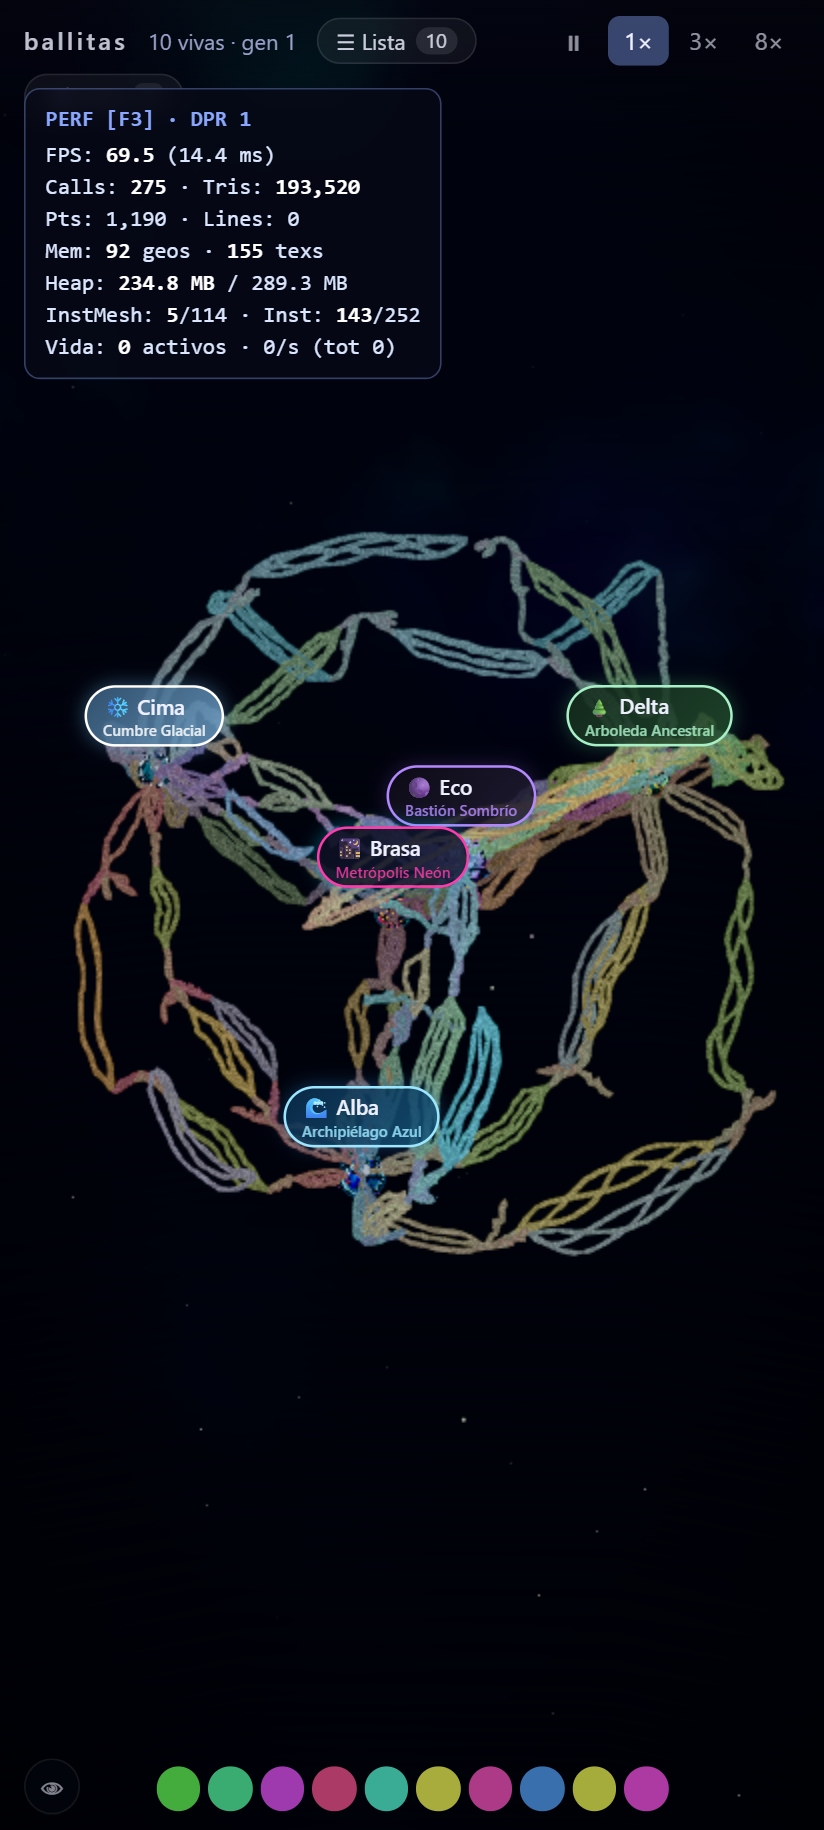 ballitas 10 vivas · gen 1 ☰ Lista 10 1× 3× 8×
PERF [F3] · DPR 1
FPS: 69.5 (14.4 ms)
Calls: 275 · Tris: 193,520
Pts: 1,190 · Lines: 0
Mem: 92 geos · 155 texs
Heap: 234.8 MB / 289.3 MB
InstMesh: 5/114 · Inst: 143/252
Vida: 0 activos · 0/s (tot 0)
Cima
Cumbre Glacial
Delta
Arboleda Ancestral
Eco
Bastión Sombrío
Brasa
Metrópolis Neón
Alba
Archipiélago Azul